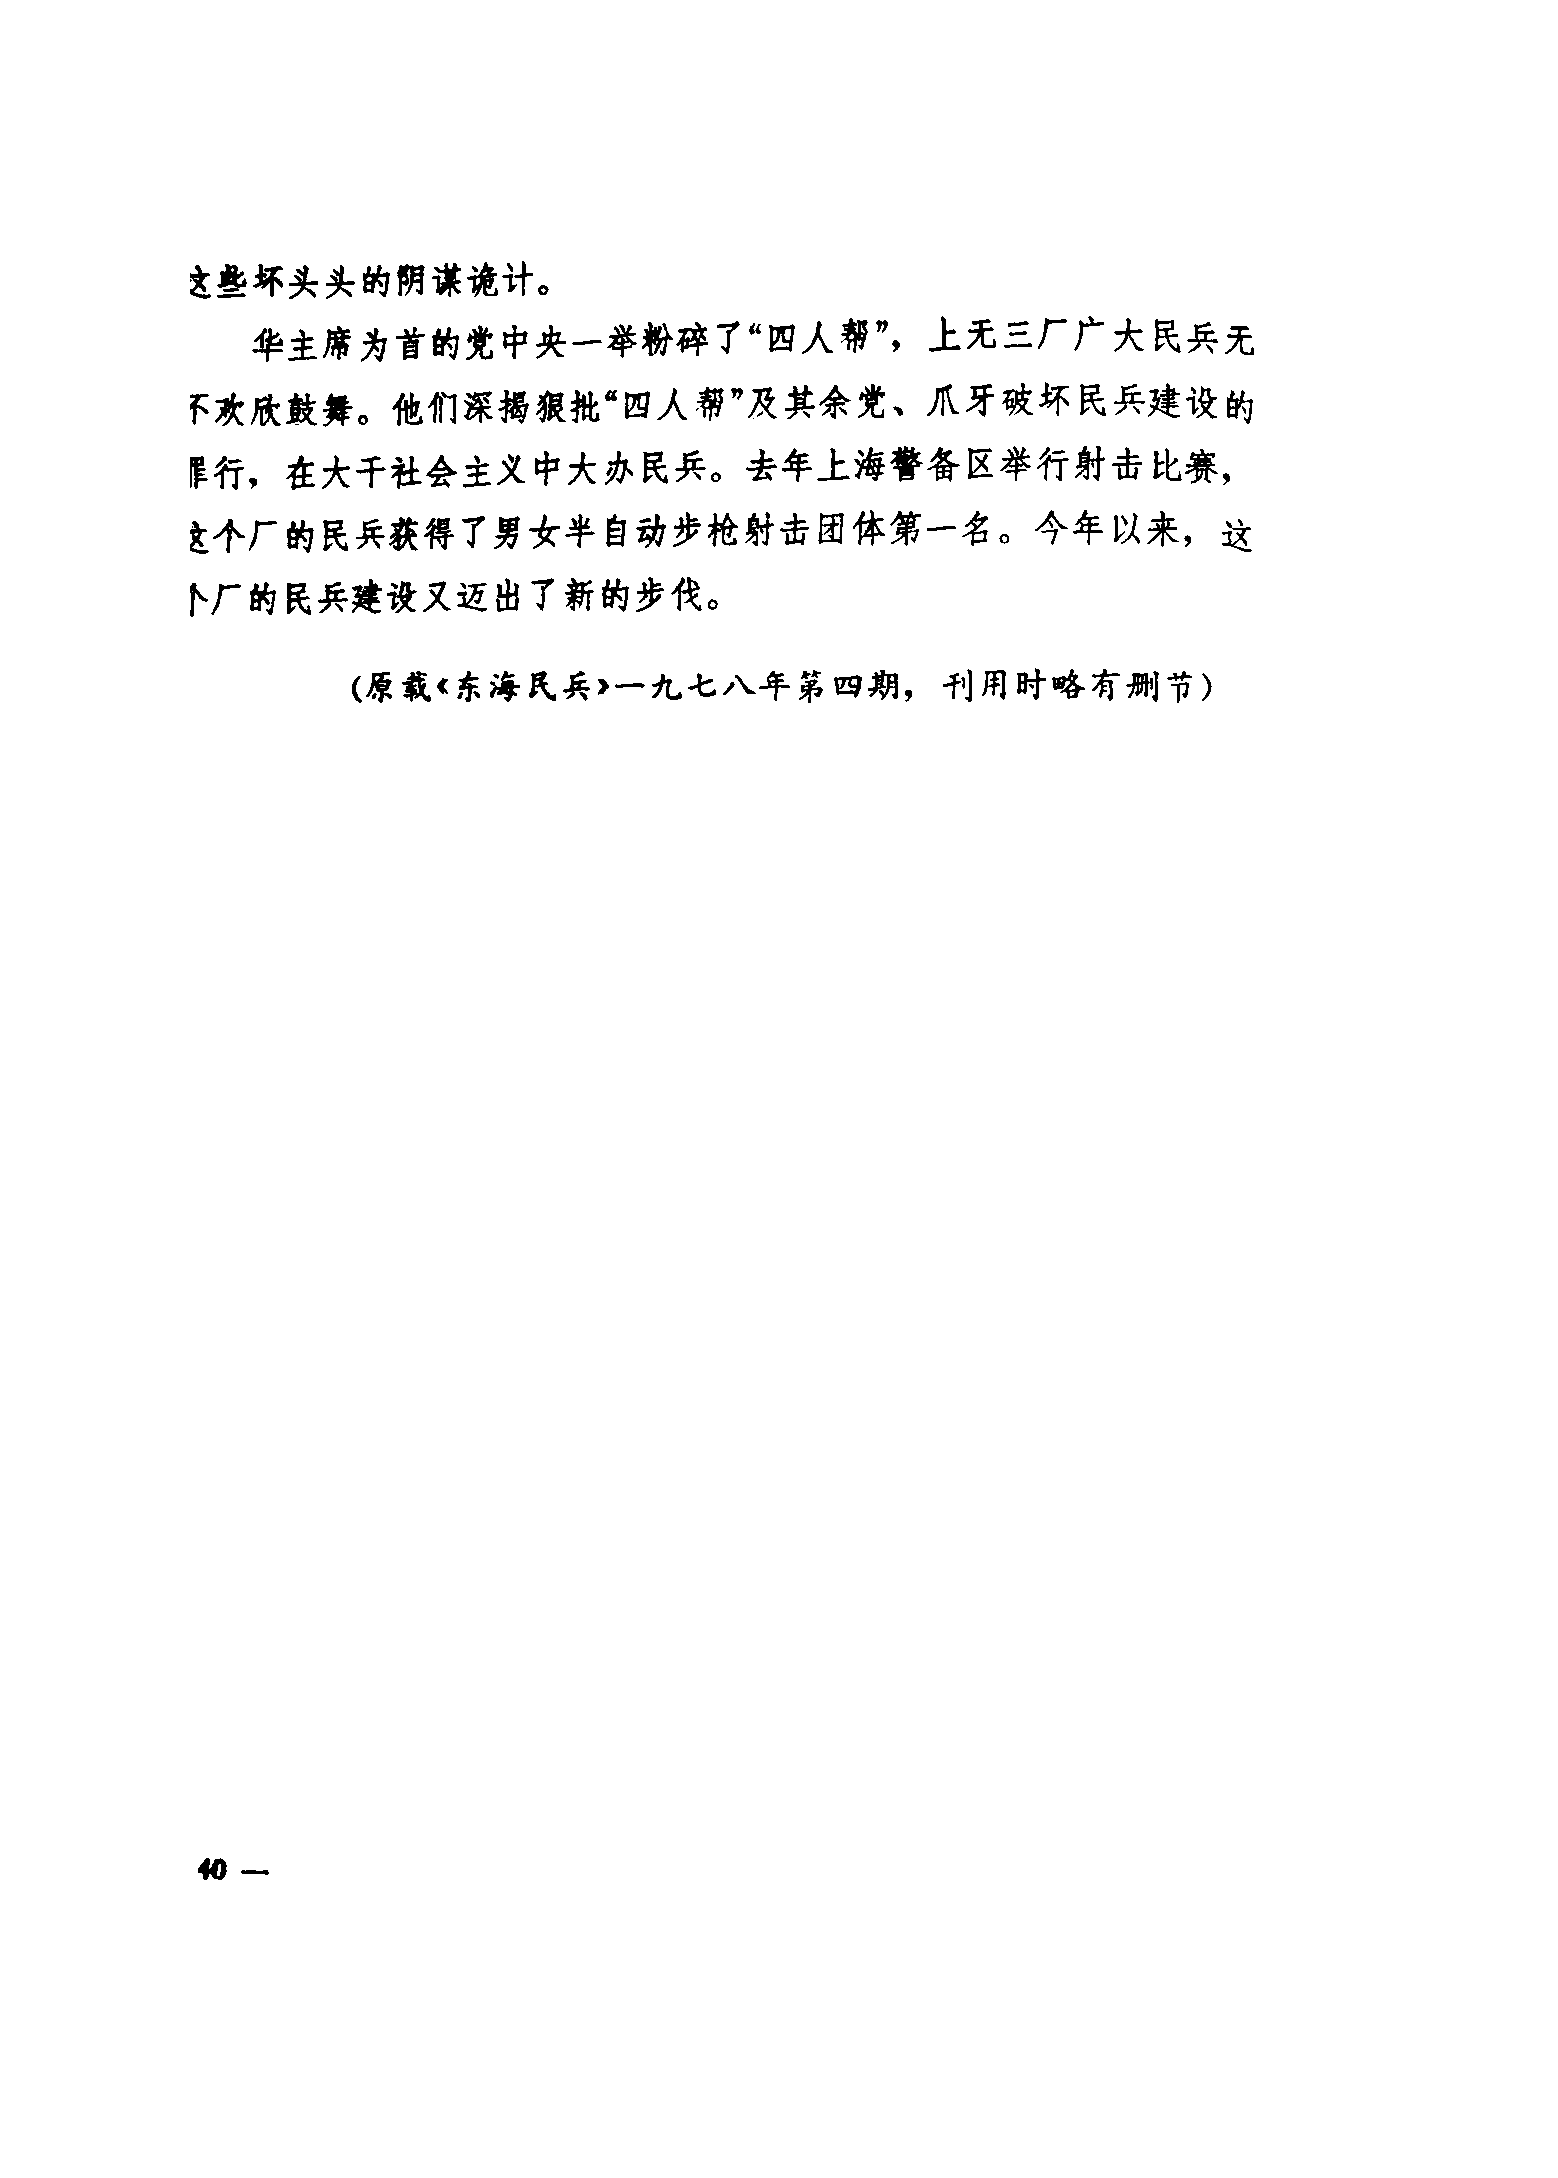 这些坏头头的阴谋诡计。
华主席为首的党中央一举粉碎了“四人帮”，上无三厂广大民兵无
不欢欣鼓舞。他们深揭狠批“四人帮”及其余党、爪牙破坏民兵建设的
罪行，在大干社会主义中大办民兵。去年上海警备区举行射击比赛，
这个厂的民兵获得了男女半自动步枪射击团体第一名。今年以来，这
个厂的民兵建设又迈出了新的步伐。
(原载《东海民兵》一九七八年第四期，刊用时略有删节)
40 —